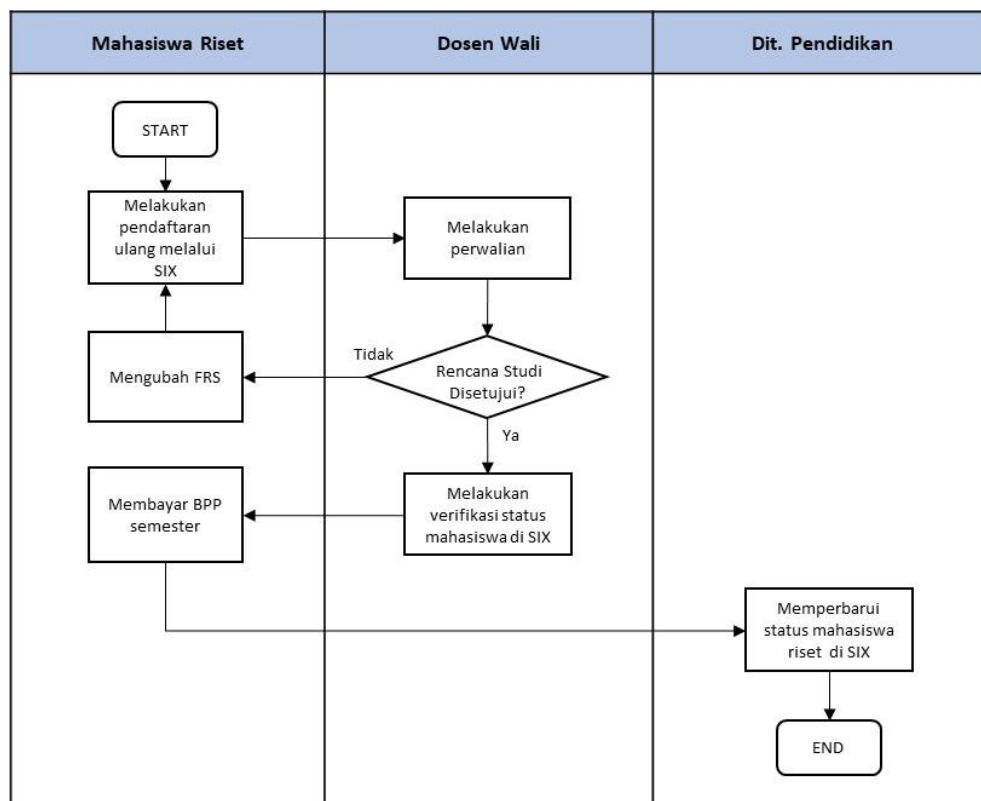 Mahasiswa Riset
Dosen Wali
Dit. Pendidikan
START
Melakukan
pendaftaran
ulang melalui
SIX
Melakukan
perwalian
Tidak
Rencana Studi
Disetujui?
Mengubah FRS
Ya
Melakukan
verifikasi status
mahasiswa di SIX
Membayar BPP
semester
Memperbarui
status mahasiswa
riset di SIX
END